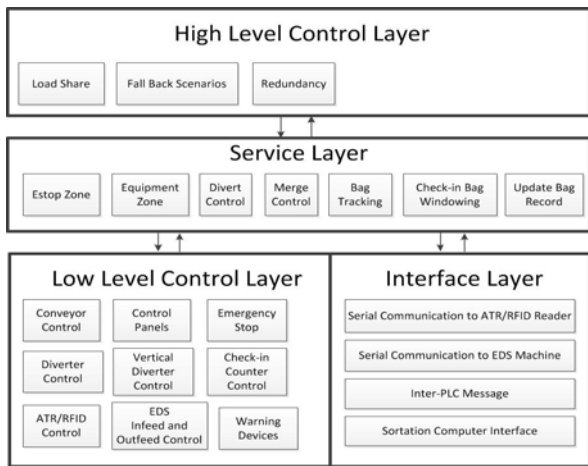 High Level Control Layer
Load Share
Fall Back Scenarios
Redundancy
Service Layer
Estop Zone
Equipment
Zone
Divert
Control
Merge
Control
Bag
Tracking
Check-in Bag
Windowing
Update Bag
Record
Low Level Control Layer
Conveyor
Control
Control
Panels
Emergency
Stop
Diverter
Control
Vertical
Diverter
Control
Check-in
Counter
Control
ATR/RFID
Control
EDS
Infeed and
Outfeed Control
Warning
Devices
Interface Layer
Serial Communication to ATR/RFID Reader
Serial Communication to EDS Machine
Inter-PLC Message
Sortation Computer Interface